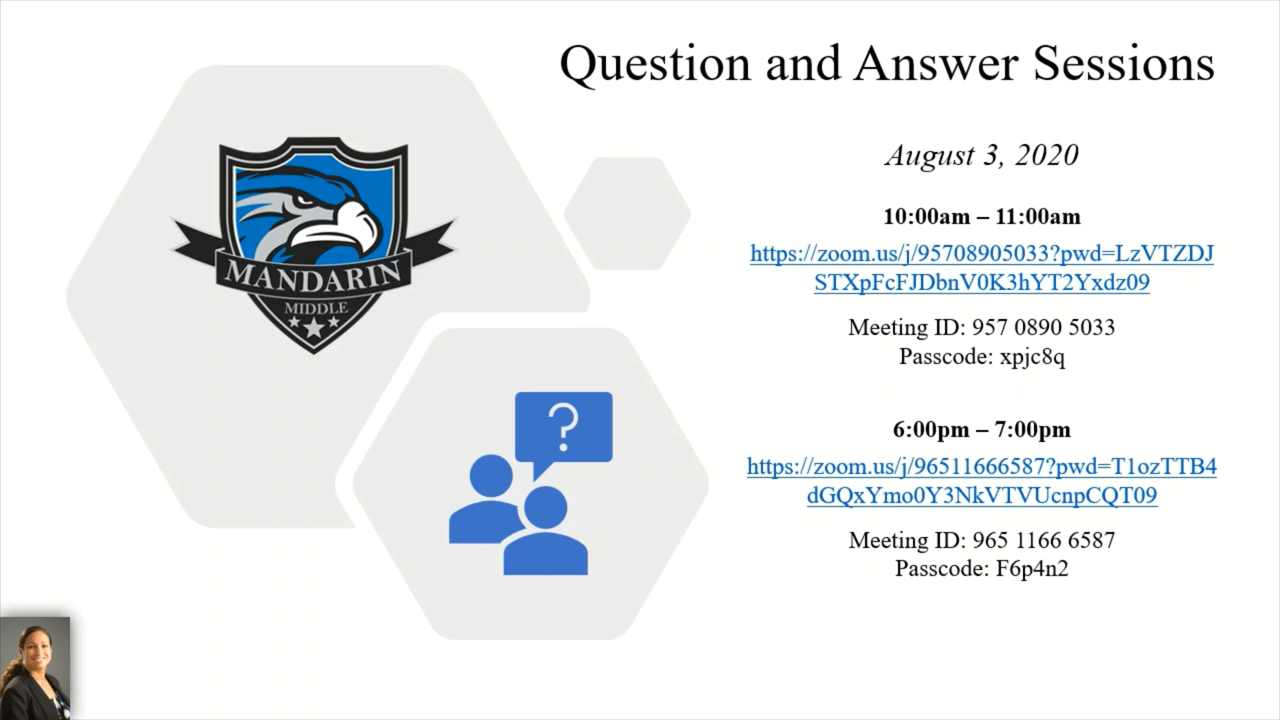 Question and Answer Sessions
August 3, 2020
10:00am – 11:00am
https://zoom.us/j/95708905033?pwd=LzVTZDJ
STXpFcFJDbnV0K3hYT2Yxdz09
Meeting ID: 957 0890 5033
Passcode: xpjc8q
6:00pm – 7:00pm
https://zoom.us/j/96511666587?pwd=T1ozTTB4
dGQxYmo0Y3NkVTVUcnpCQT09
Meeting ID: 965 1166 6587
Passcode: F6p4n2
MANDARIN
MIDDLE
?